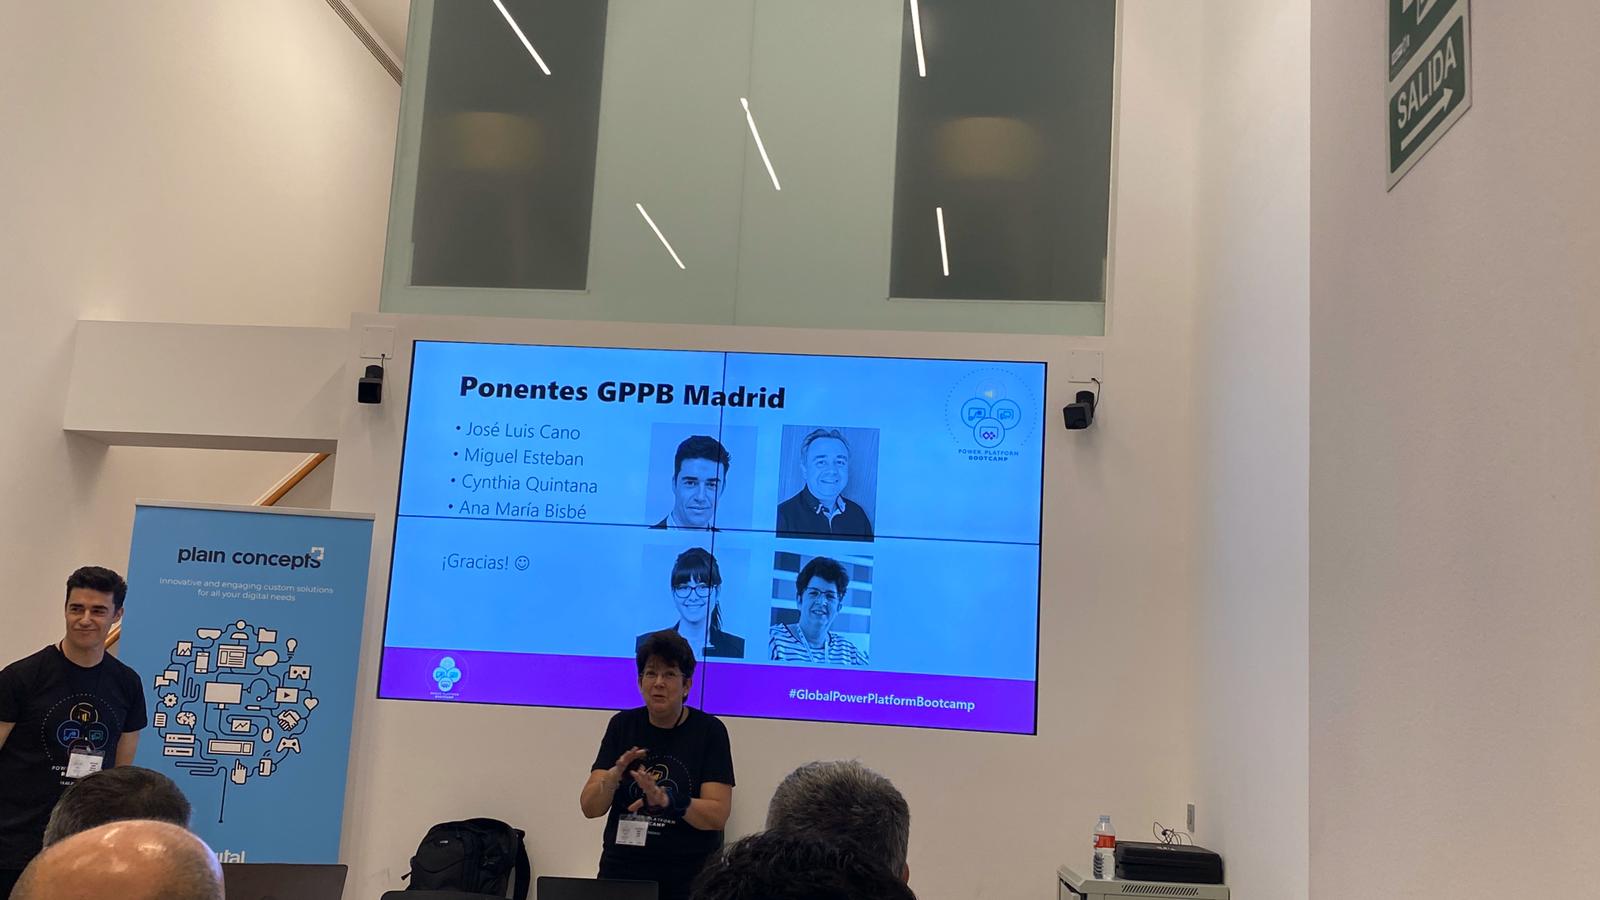 SALIDA
Ponentes GPPB Madrid
• José Luis Cano
• Miguel Esteban
• Cynthia Quintana
• Ana María Bisbé
¡Gracias! ☺
POWER PLATFORM
BOOTCAMP
#GlobalPowerPlatformBootcamp
plain concepts
Innovative and engaging custom solutions
for all your digital needs